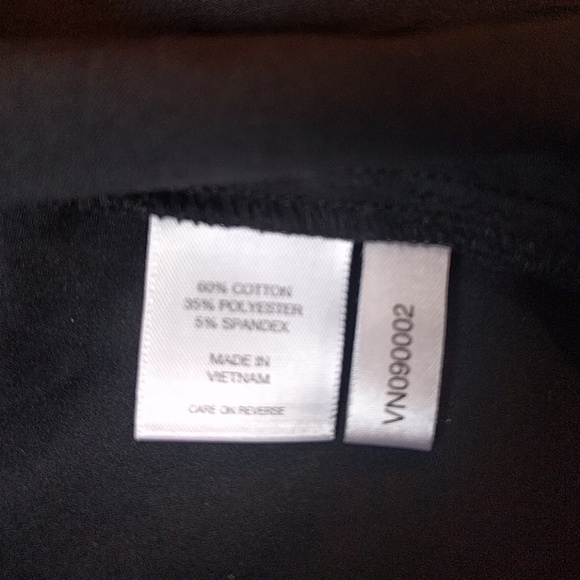 60% COTTON
35% POLYESTER
5% SPANDEX
MADE IN
VIETNAM
CARE ON REVERSE
VN090002